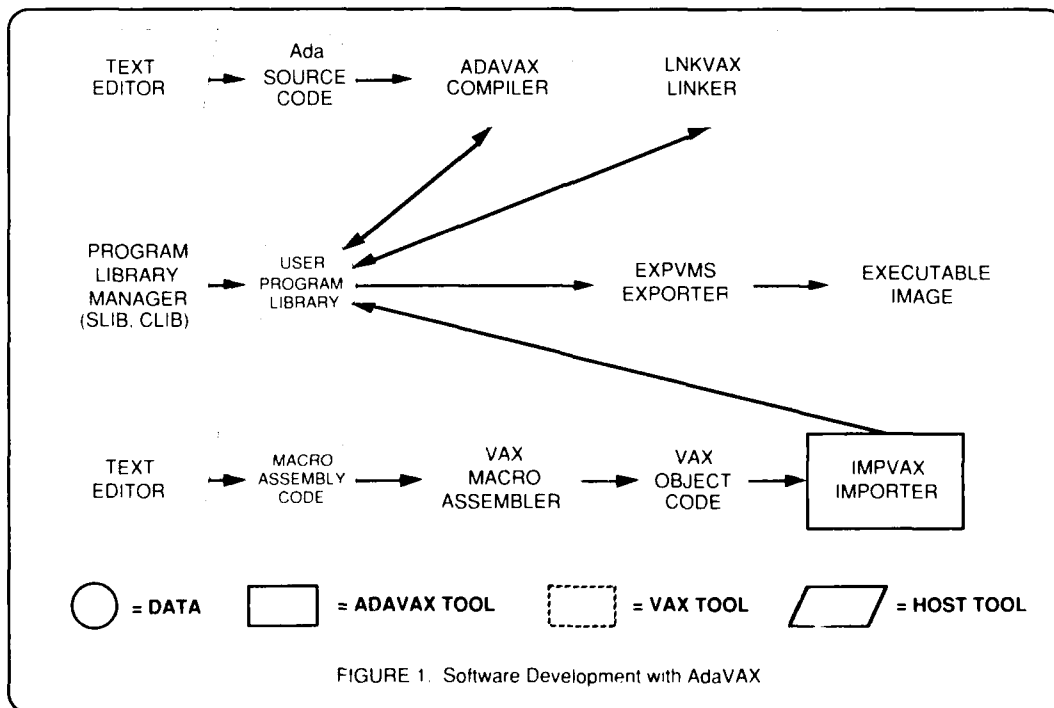 TEXT
EDITOR
Ada
SOURCE
CODE
ADAVAX
COMPILER
LNKVAX
LINKER
PROGRAM
LIBRARY
MANAGER
(SLIB, CLIB)
USER
PROGRAM
LIBRARY
EXPVMS
EXPORTER
EXECUTABLE
IMAGE
TEXT
EDITOR
MACRO
ASSEMBLY
CODE
VAX
MACRO
ASSEMBLER
VAX
OBJECT
CODE
IMPVAX
IMPORTER
= DATA
= ADAVAX TOOL
= VAX TOOL
= HOST TOOL
FIGURE 1. Software Development with AdaVAX